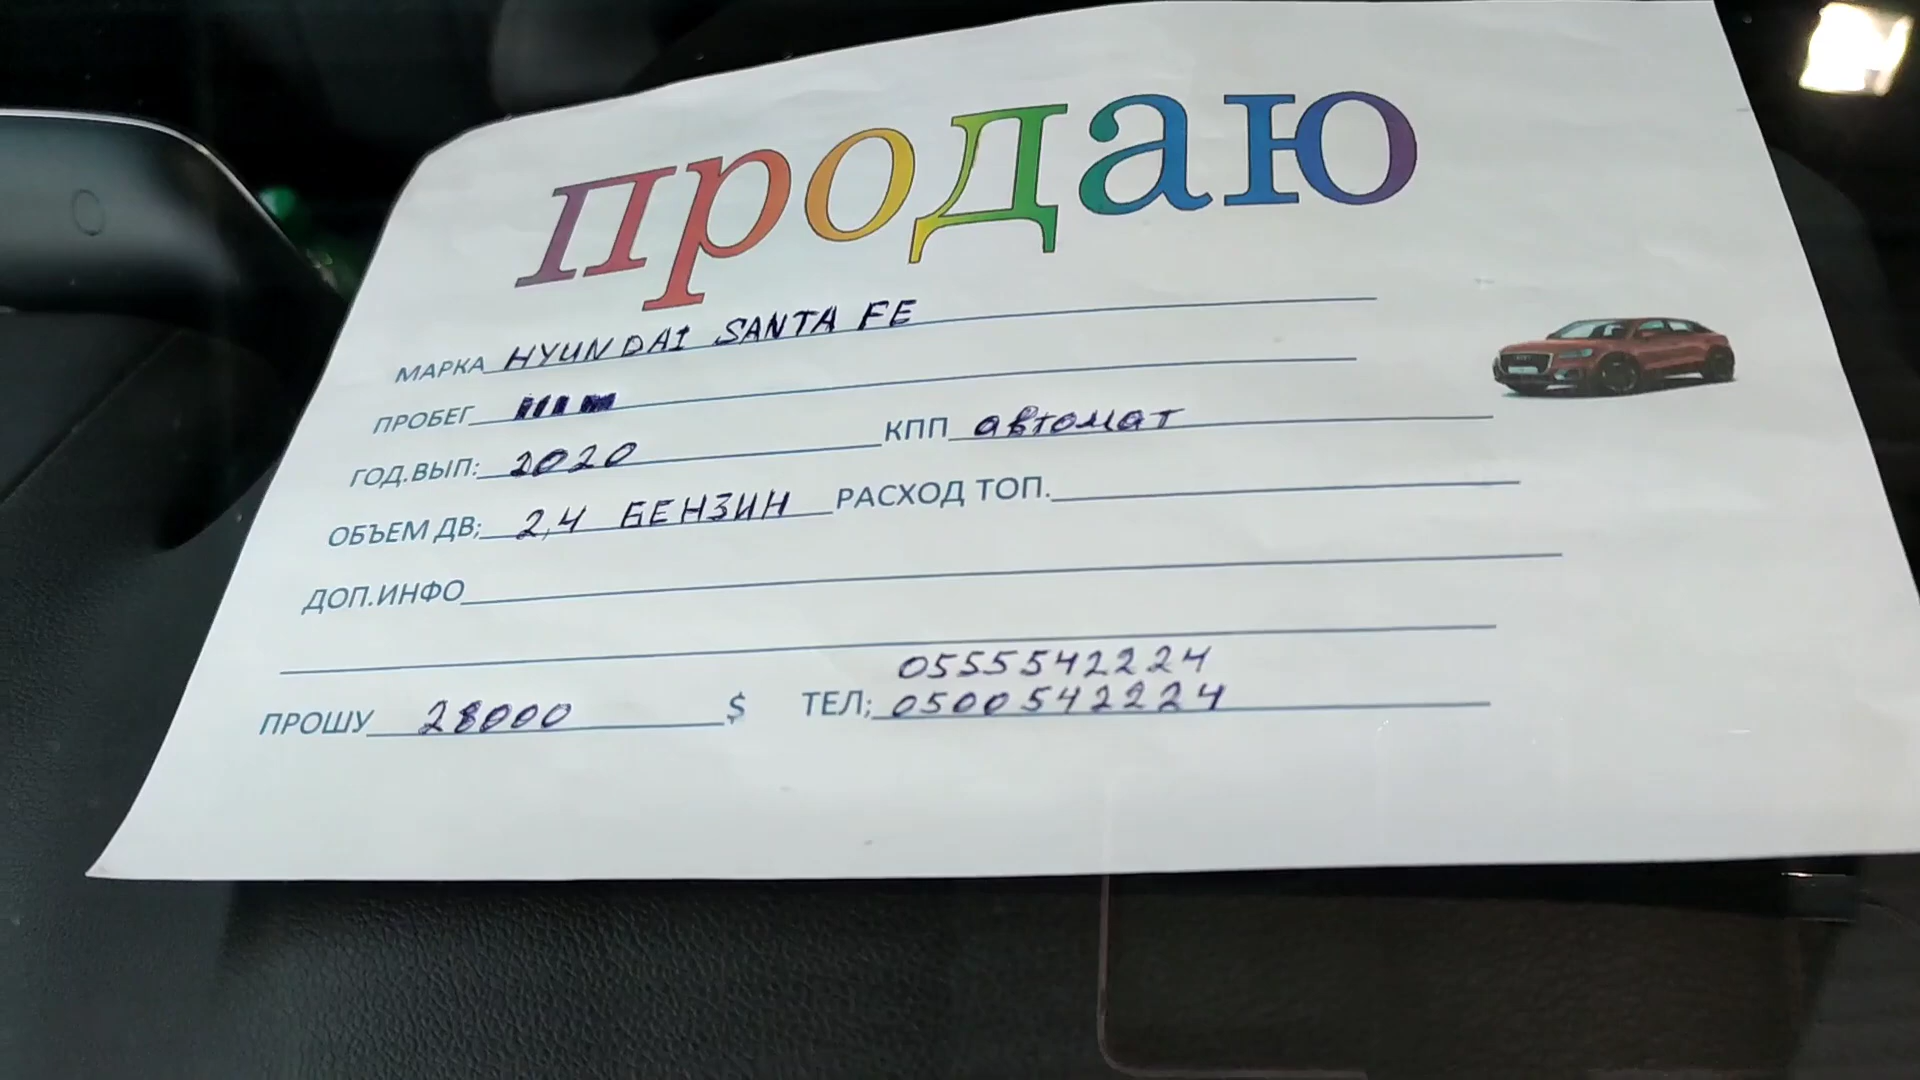 продаю
МАРКА HYUNDAI SANTA FE
ПРОБЕГ
ГОД.ВЫП: 2020 КПП автомат
ОБЪЕМ ДВ; 2,4 БЕНЗИН РАСХОД ТОП.
ДОП.ИНФО
0555542224
ПРОШУ 28000 $ ТЕЛ; 0500542224